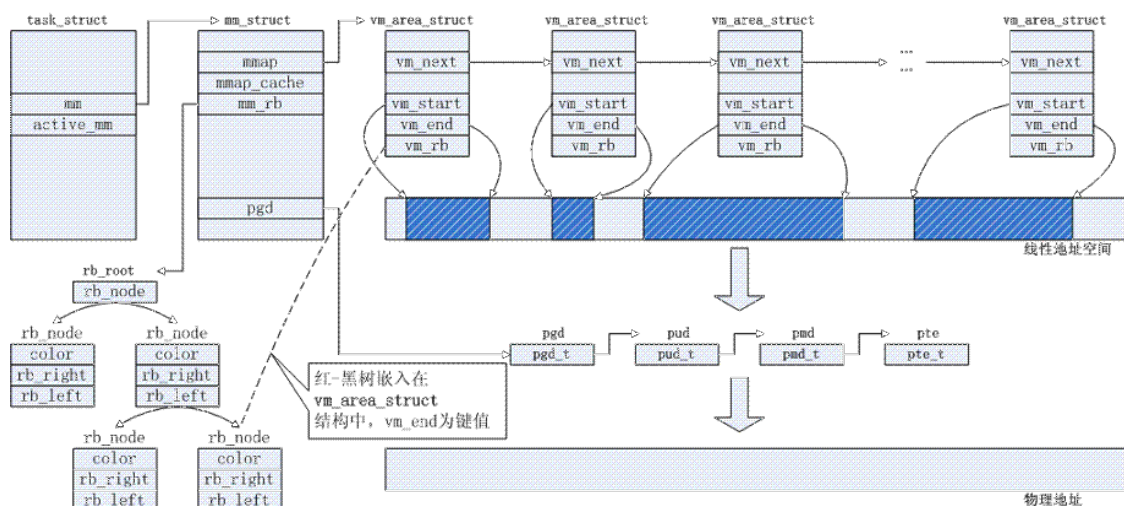 task_struct
mm
active_mm
mm_struct
mmap
mmap_cache
mm_rb
pgd
vm_area_struct
vm_next
vm_start
vm_end
vm_rb
vm_area_struct
vm_next
vm_start
vm_end
vm_rb
vm_area_struct
vm_next
vm_start
vm_end
vm_rb
...
...
vm_area_struct
vm_next
vm_start
vm_end
vm_rb
线性地址空间
rb_root
rb_node
rb_node
color
rb_right
rb_left
rb_node
color
rb_right
rb_left
rb_node
color
rb_right
rb_left
rb_node
color
rb_right
rb_left
红-黑树嵌入在
vm_area_struct
结构中，vm_end为键值
pgd
pgd_t
pud
pud_t
pmd
pmd_t
pte
pte_t
物理地址